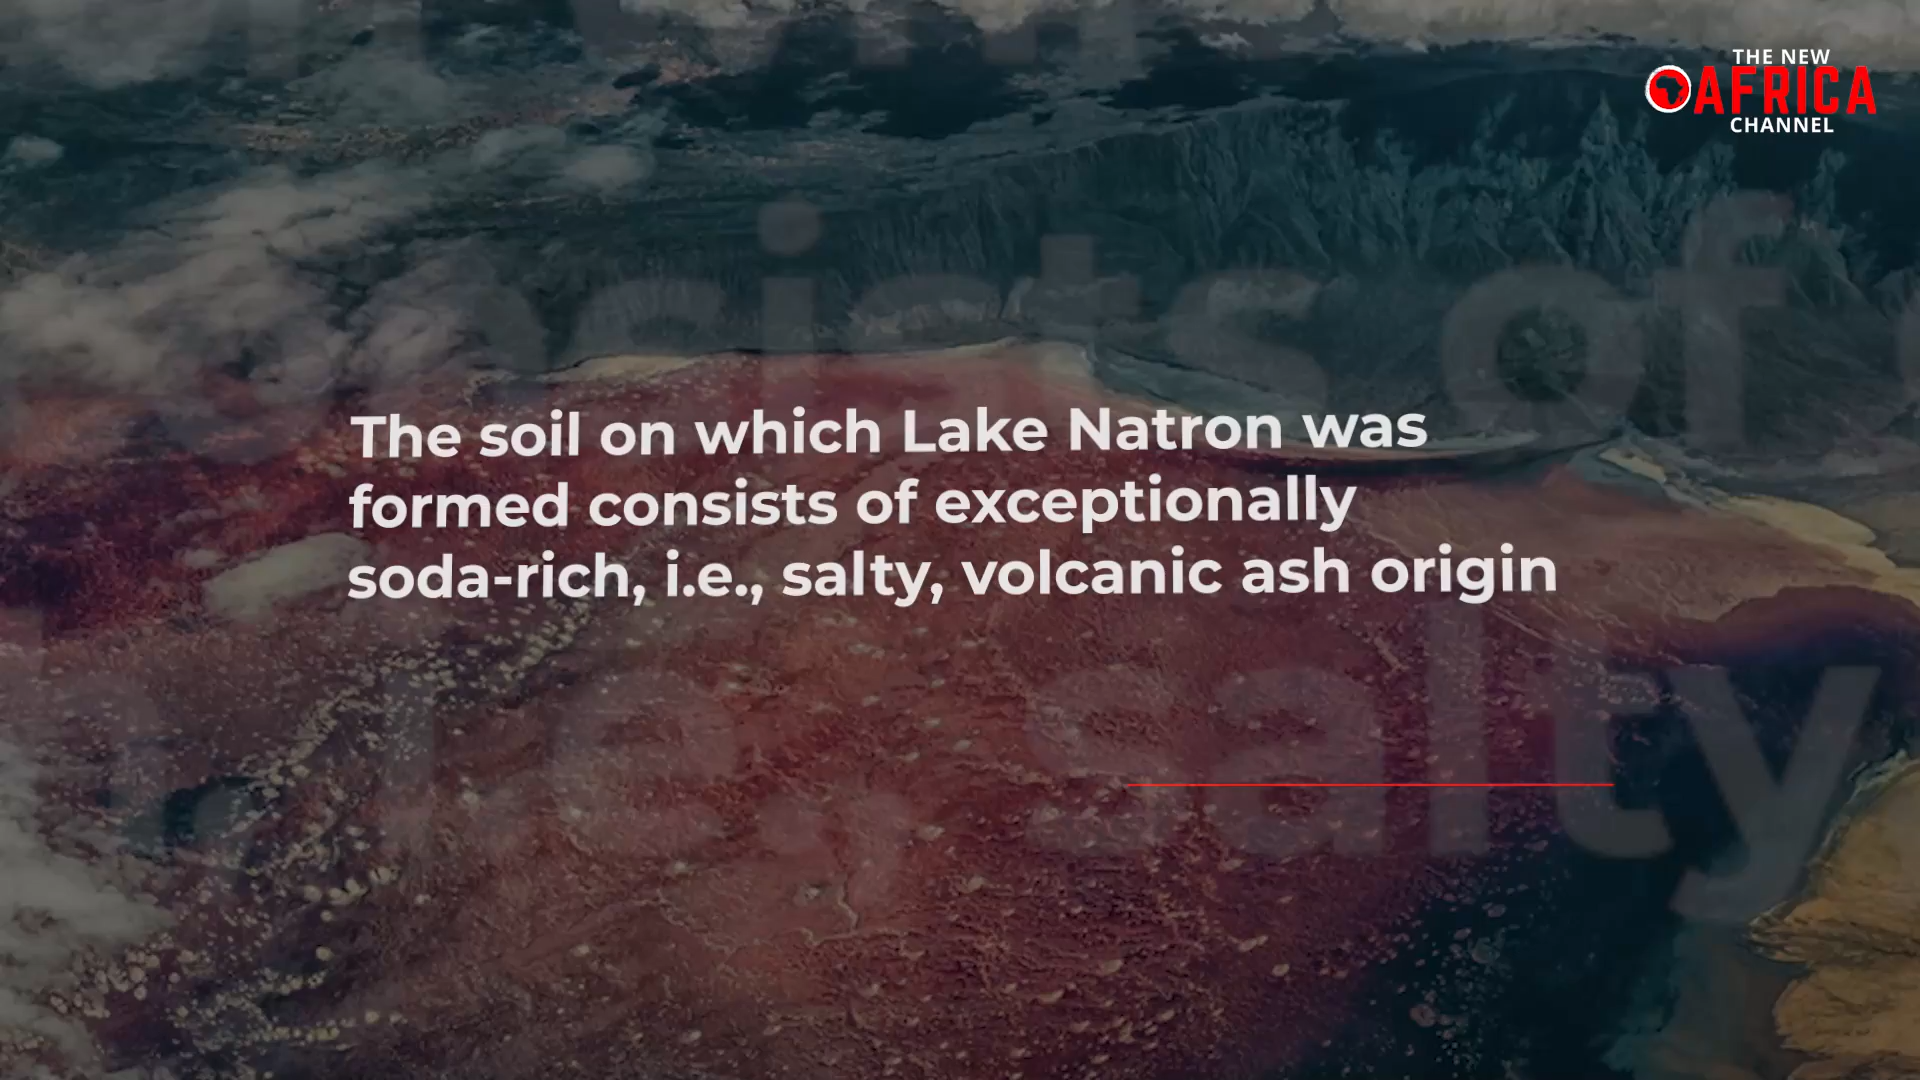 THE NEW
AFRICA
CHANNEL
The soil on which Lake Natron was
formed consists of exceptionally
soda-rich, i.e., salty, volcanic ash origin